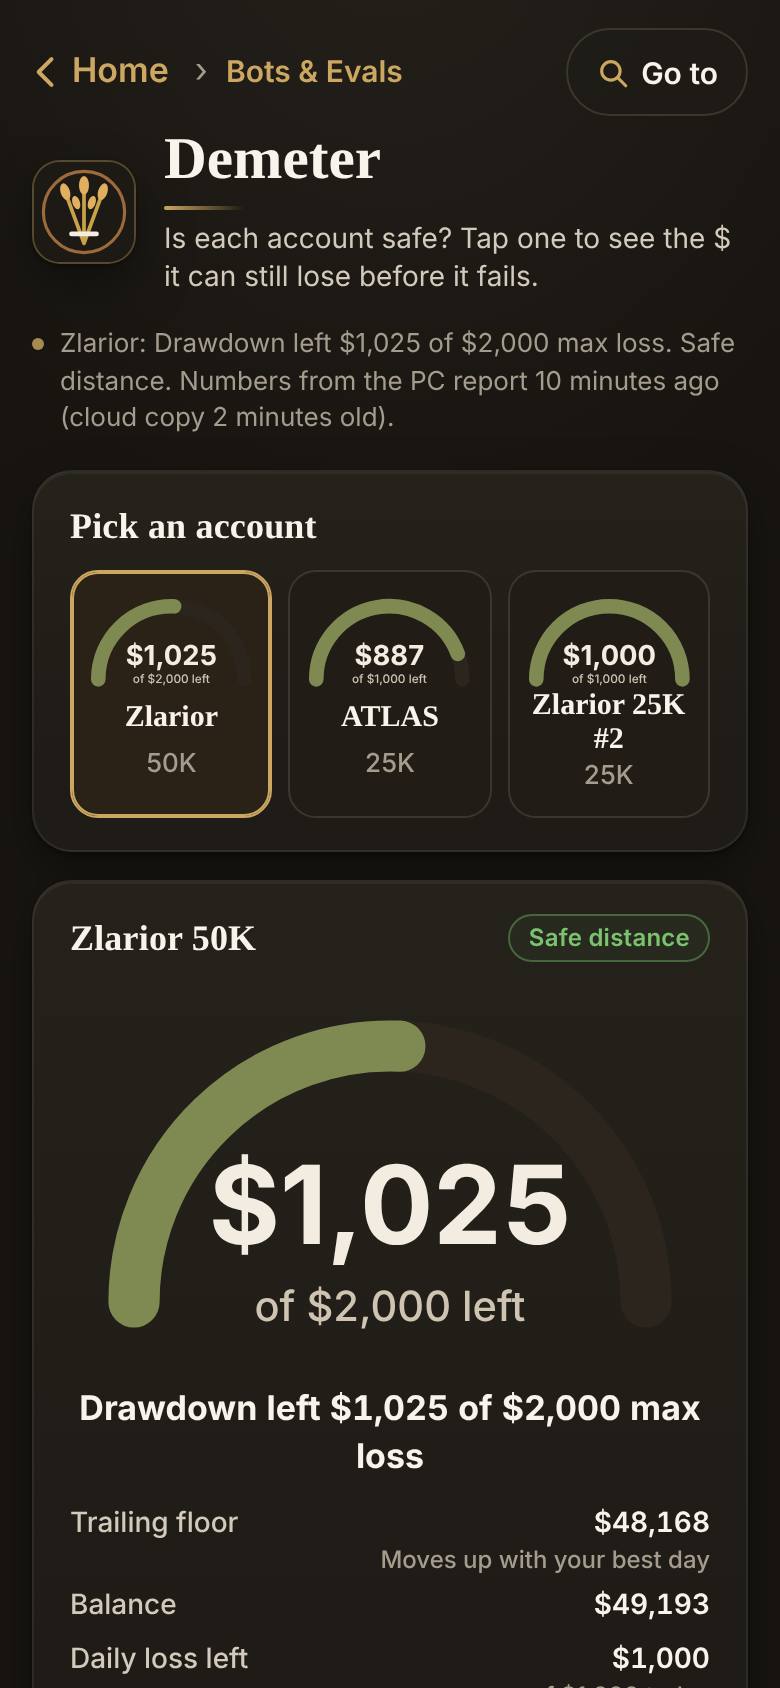 Home › Bots & Evals
Go to
Demeter
Is each account safe? Tap one to see the $
it can still lose before it fails.
Zlarior: Drawdown left $1,025 of $2,000 max loss. Safe
distance. Numbers from the PC report 10 minutes ago
(cloud copy 2 minutes old).
Pick an account
$1,025
of $2,000 left
Zlarior
50K
$887
of $1,000 left
ATLAS
25K
$1,000
of $1,000 left
Zlarior 25K
#2
25K
Zlarior 50K
Safe distance
$1,025
of $2,000 left
Drawdown left $1,025 of $2,000 max
loss
Trailing floor $48,168
Moves up with your best day
Balance $49,193
Daily loss left $1,000